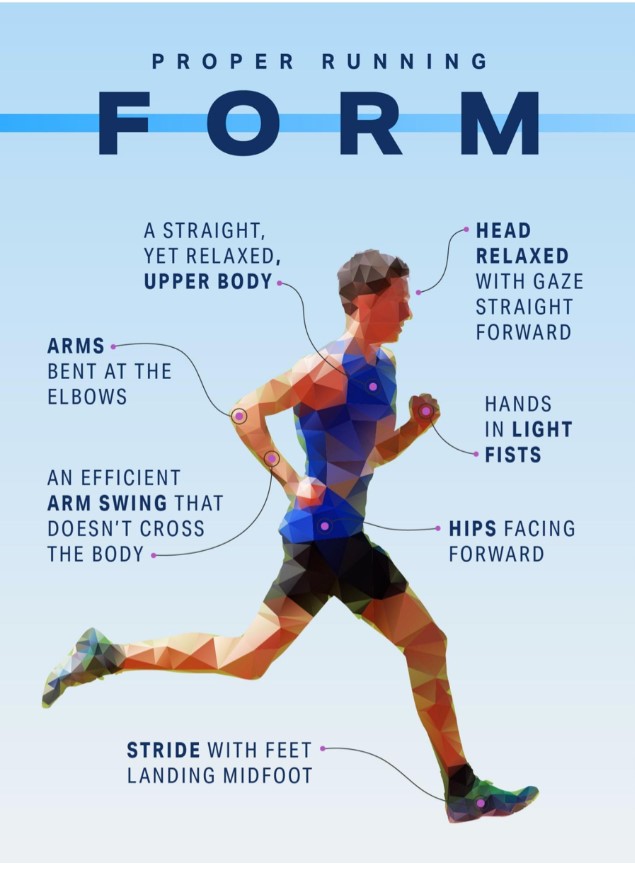 PROPER RUNNING
FORM
A STRAIGHT,
YET RELAXED,
UPPER BODY
HEAD
RELAXED
WITH GAZE
STRAIGHT
FORWARD
ARMS
BENT AT THE
ELBOWS
HANDS
IN LIGHT
FISTS
AN EFFICIENT
ARM SWING THAT
DOESN'T CROSS
THE BODY
HIPS FACING
FORWARD
STRIDE WITH FEET
LANDING MIDFOOT